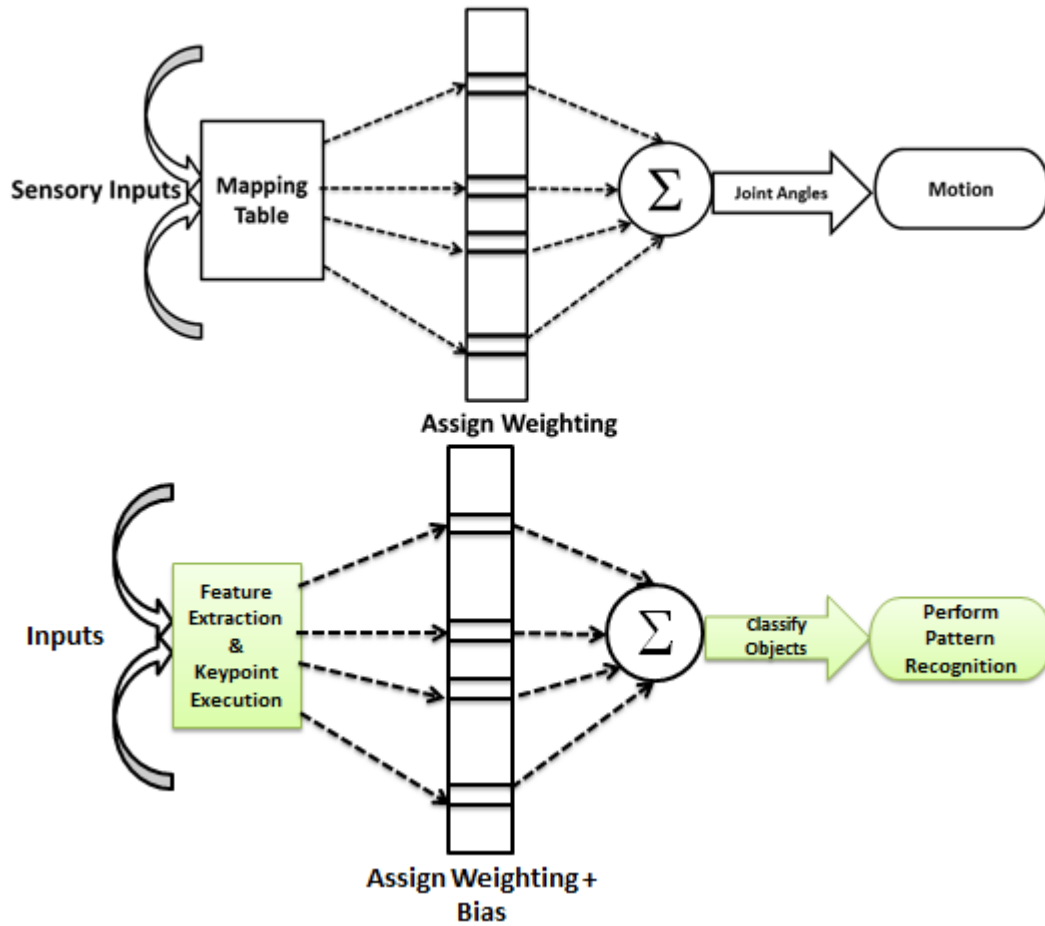 Sensory Inputs
Mapping
Table
Σ
Joint Angles
Motion
Assign Weighting
Inputs
Feature
Extraction
&
Keypoint
Execution
Σ
Classify
Objects
Perform
Pattern
Recognition
Assign Weighting +
Bias